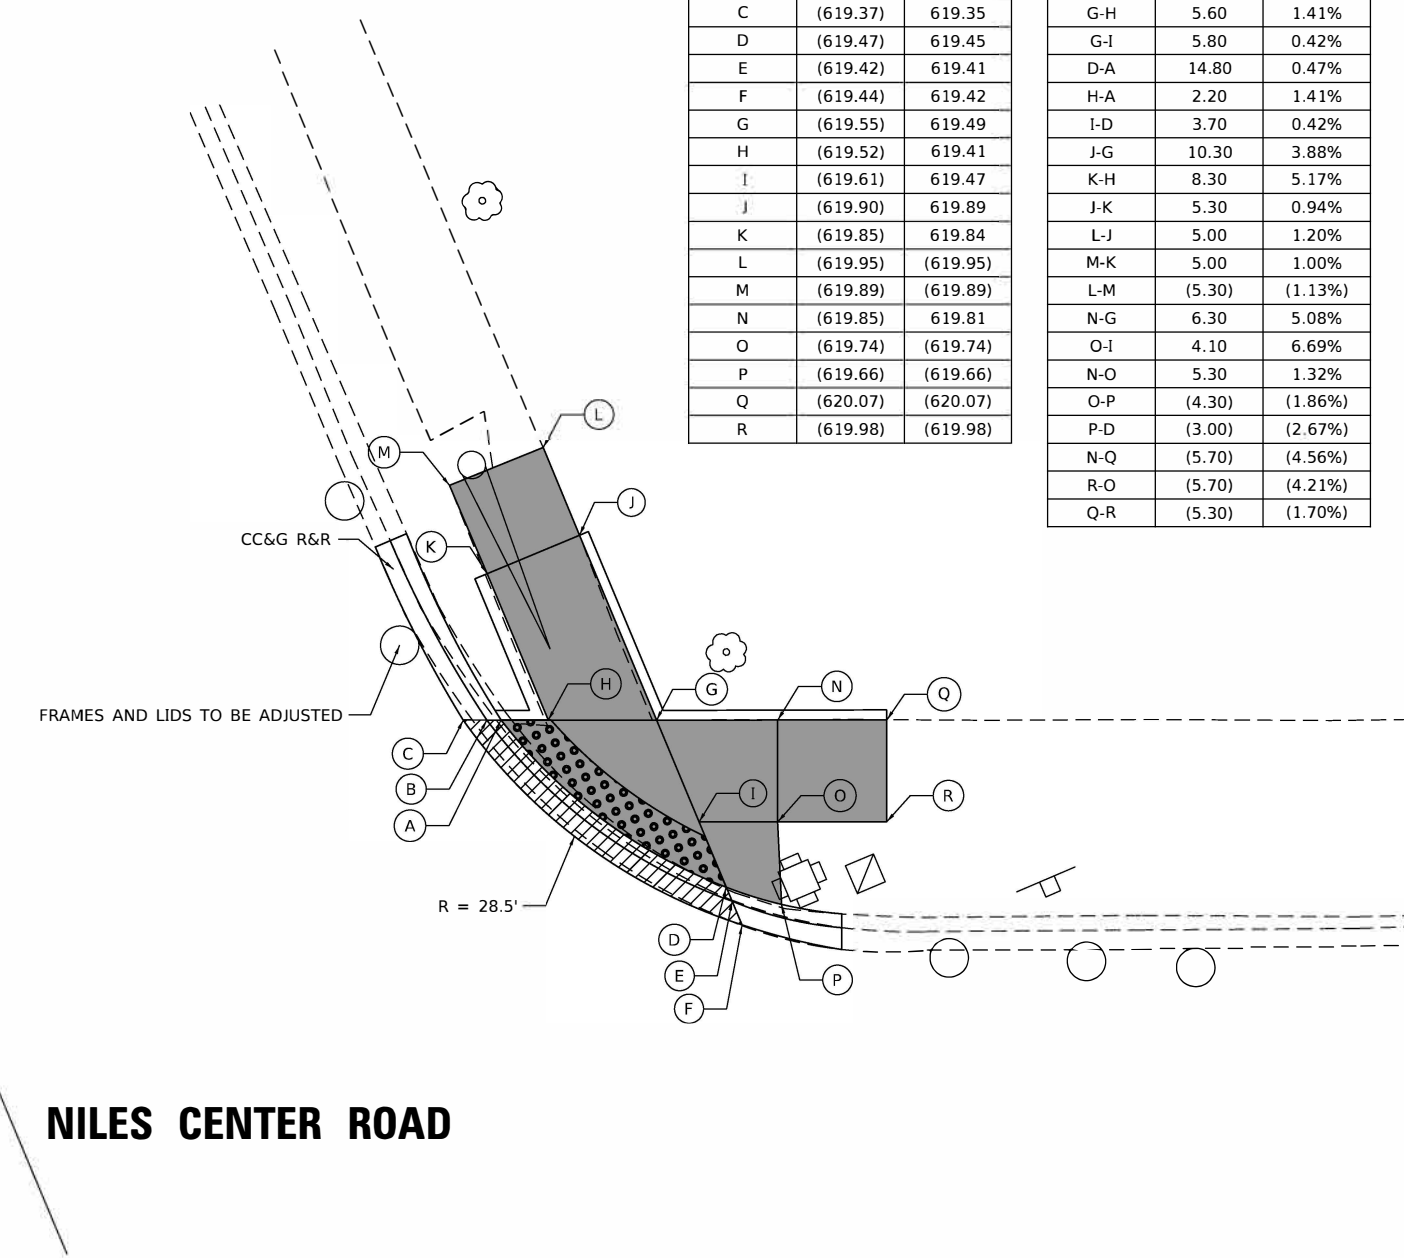 C (619.37) 619.35
D (619.47) 619.45
E (619.42) 619.41
F (619.44) 619.42
G (619.55) 619.49
H (619.52) 619.41
I (619.61) 619.47
J (619.90) 619.89
K (619.85) 619.84
L (619.95) (619.95)
M (619.89) (619.89)
N (619.85) 619.81
O (619.74) (619.74)
P (619.66) (619.66)
Q (620.07) (620.07)
R (619.98) (619.98)
G-H 5.60 1.41%
G-I 5.80 0.42%
D-A 14.80 0.47%
H-A 2.20 1.41%
I-D 3.70 0.42%
J-G 10.30 3.88%
K-H 8.30 5.17%
J-K 5.30 0.94%
L-J 5.00 1.20%
M-K 5.00 1.00%
L-M (5.30) (1.13%)
N-G 6.30 5.08%
O-I 4.10 6.69%
N-O 5.30 1.32%
O-P (4.30) (1.86%)
P-D (3.00) (2.67%)
N-Q (5.70) (4.56%)
R-O (5.70) (4.21%)
Q-R (5.30) (1.70%)
L
M
J
CC&G R&R
K
H
G
N
Q
FRAMES AND LIDS TO BE ADJUSTED
C
B
I
O
R
A
R = 28.5'
D
E
P
F
NILES CENTER ROAD